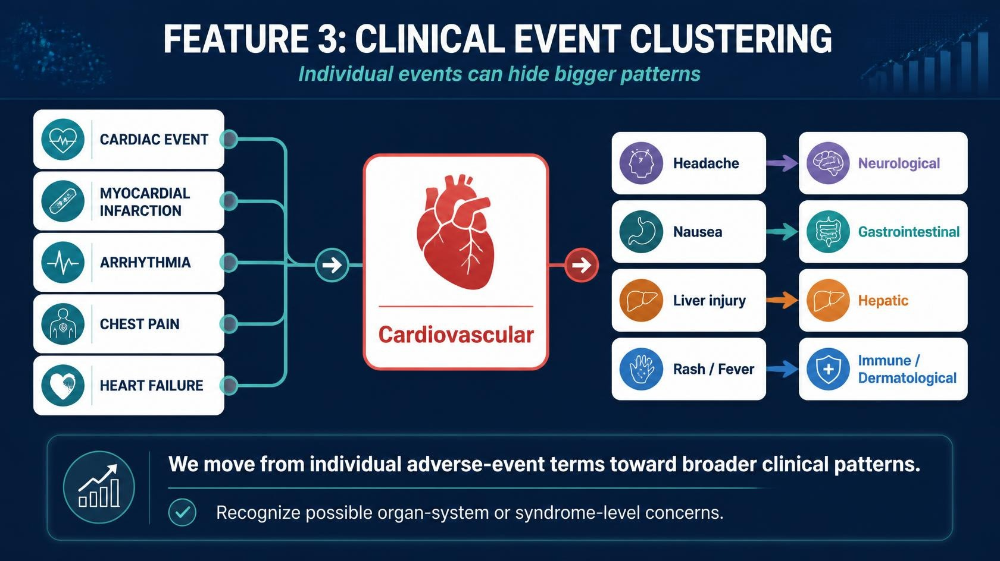 FEATURE 3: CLINICAL EVENT CLUSTERING
Individual events can hide bigger patterns
CARDIAC EVENT
MYOCARDIAL
INFARCTION
ARRHYTHMIA
CHEST PAIN
HEART FAILURE
Cardiovascular
Headache
Neurological
Nausea
Gastrointestinal
Liver injury
Hepatic
Rash / Fever
Immune /
Dermatological
We move from individual adverse-event terms toward broader clinical patterns.
Recognize possible organ-system or syndrome-level concerns.